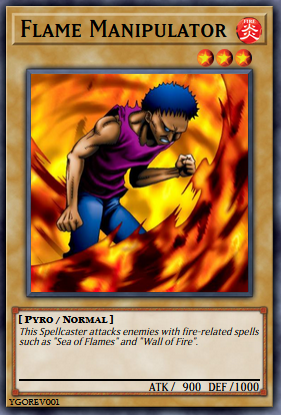 FLAME MANIPULATOR
FIRE
炎
[ PYRO / NORMAL ]
This Spellcaster attacks enemies with fire-related spells
such as "Sea of Flames" and "Wall of Fire".
ATK / 900 DEF /1000
YGOREV001